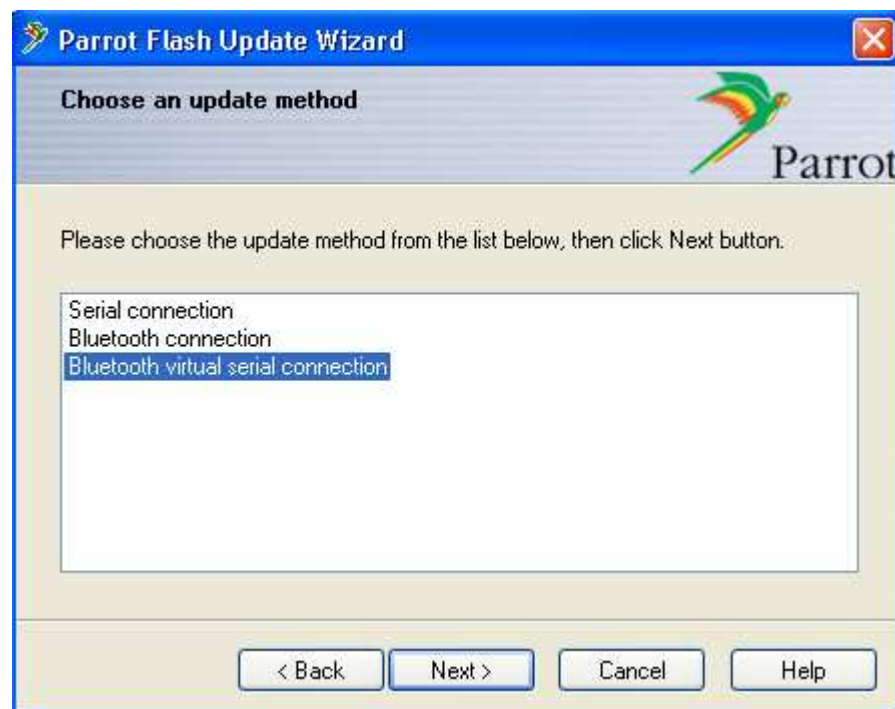 Parrot Flash Update Wizard
Choose an update method
Parrot
Please choose the update method from the list below, then click Next button.
Serial connection
Bluetooth connection
Bluetooth virtual serial connection
< Back Next > Cancel Help